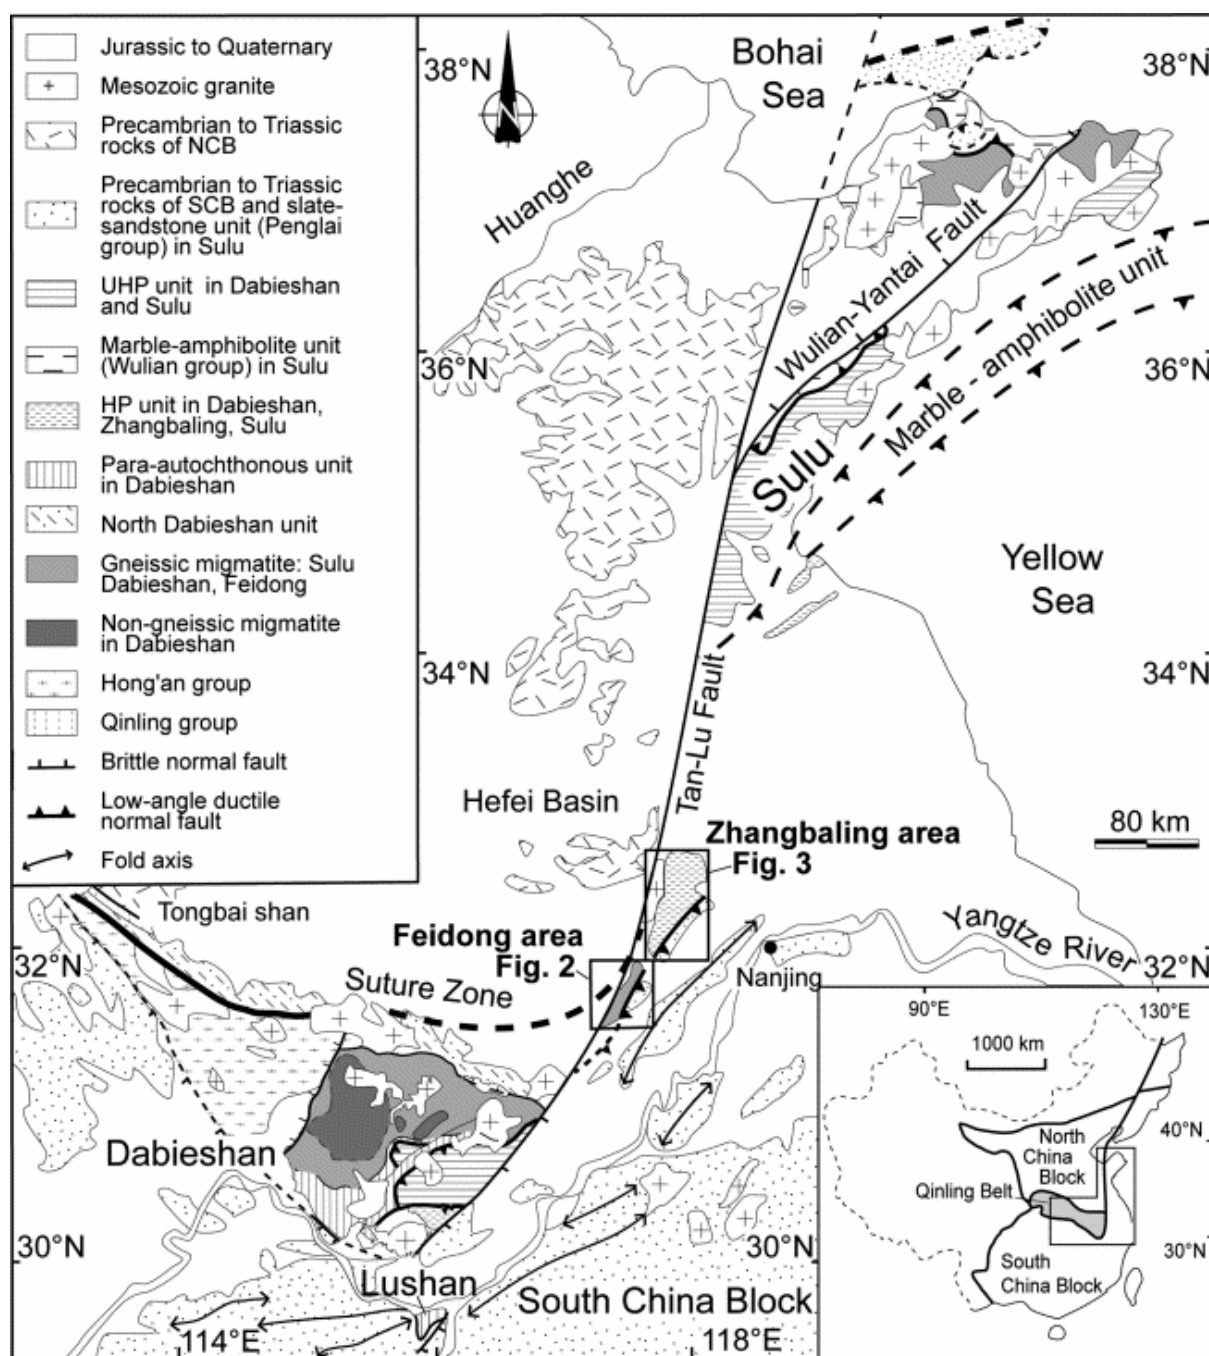 Jurassic to Quaternary
Mesozoic granite
Precambrian to Triassic
rocks of NCB
Precambrian to Triassic
rocks of SCB and slate-
sandstone unit (Penglai
group) in Sulu
UHP unit in Dabieshan
and Sulu
Marble-amphibolite unit
(Wulian group) in Sulu
HP unit in Dabieshan,
Zhangbaling, Sulu
Para-autochthonous unit
in Dabieshan
North Dabieshan unit
Gneissic migmatite: Sulu
Dabieshan, Feidong
Non-gneissic migmatite
in Dabieshan
Hong'an group
Qinling group
Brittle normal fault
Low-angle ductile
normal fault
Fold axis
N
Bohai
Sea
38°N
38°N
Huanghe
Wulian-Yantai Fault
Marble - amphibolite unit
36°N
36°N
Sulu
Yellow
Sea
34°N
34°N
Tan-Lu Fault
Hefei Basin
80 km
Zhangbaling area
Fig. 3
Tongbai shan
Feidong area
Fig. 2
32°N
Suture Zone
Nanjing
Yangtze River
32°N
Dabieshan
30°N
30°N
Lushan
South China Block
114°E
118°E
90°E
130°E
1000 km
40°N
North
China
Block
Qinling Belt
30°N
South
China Block